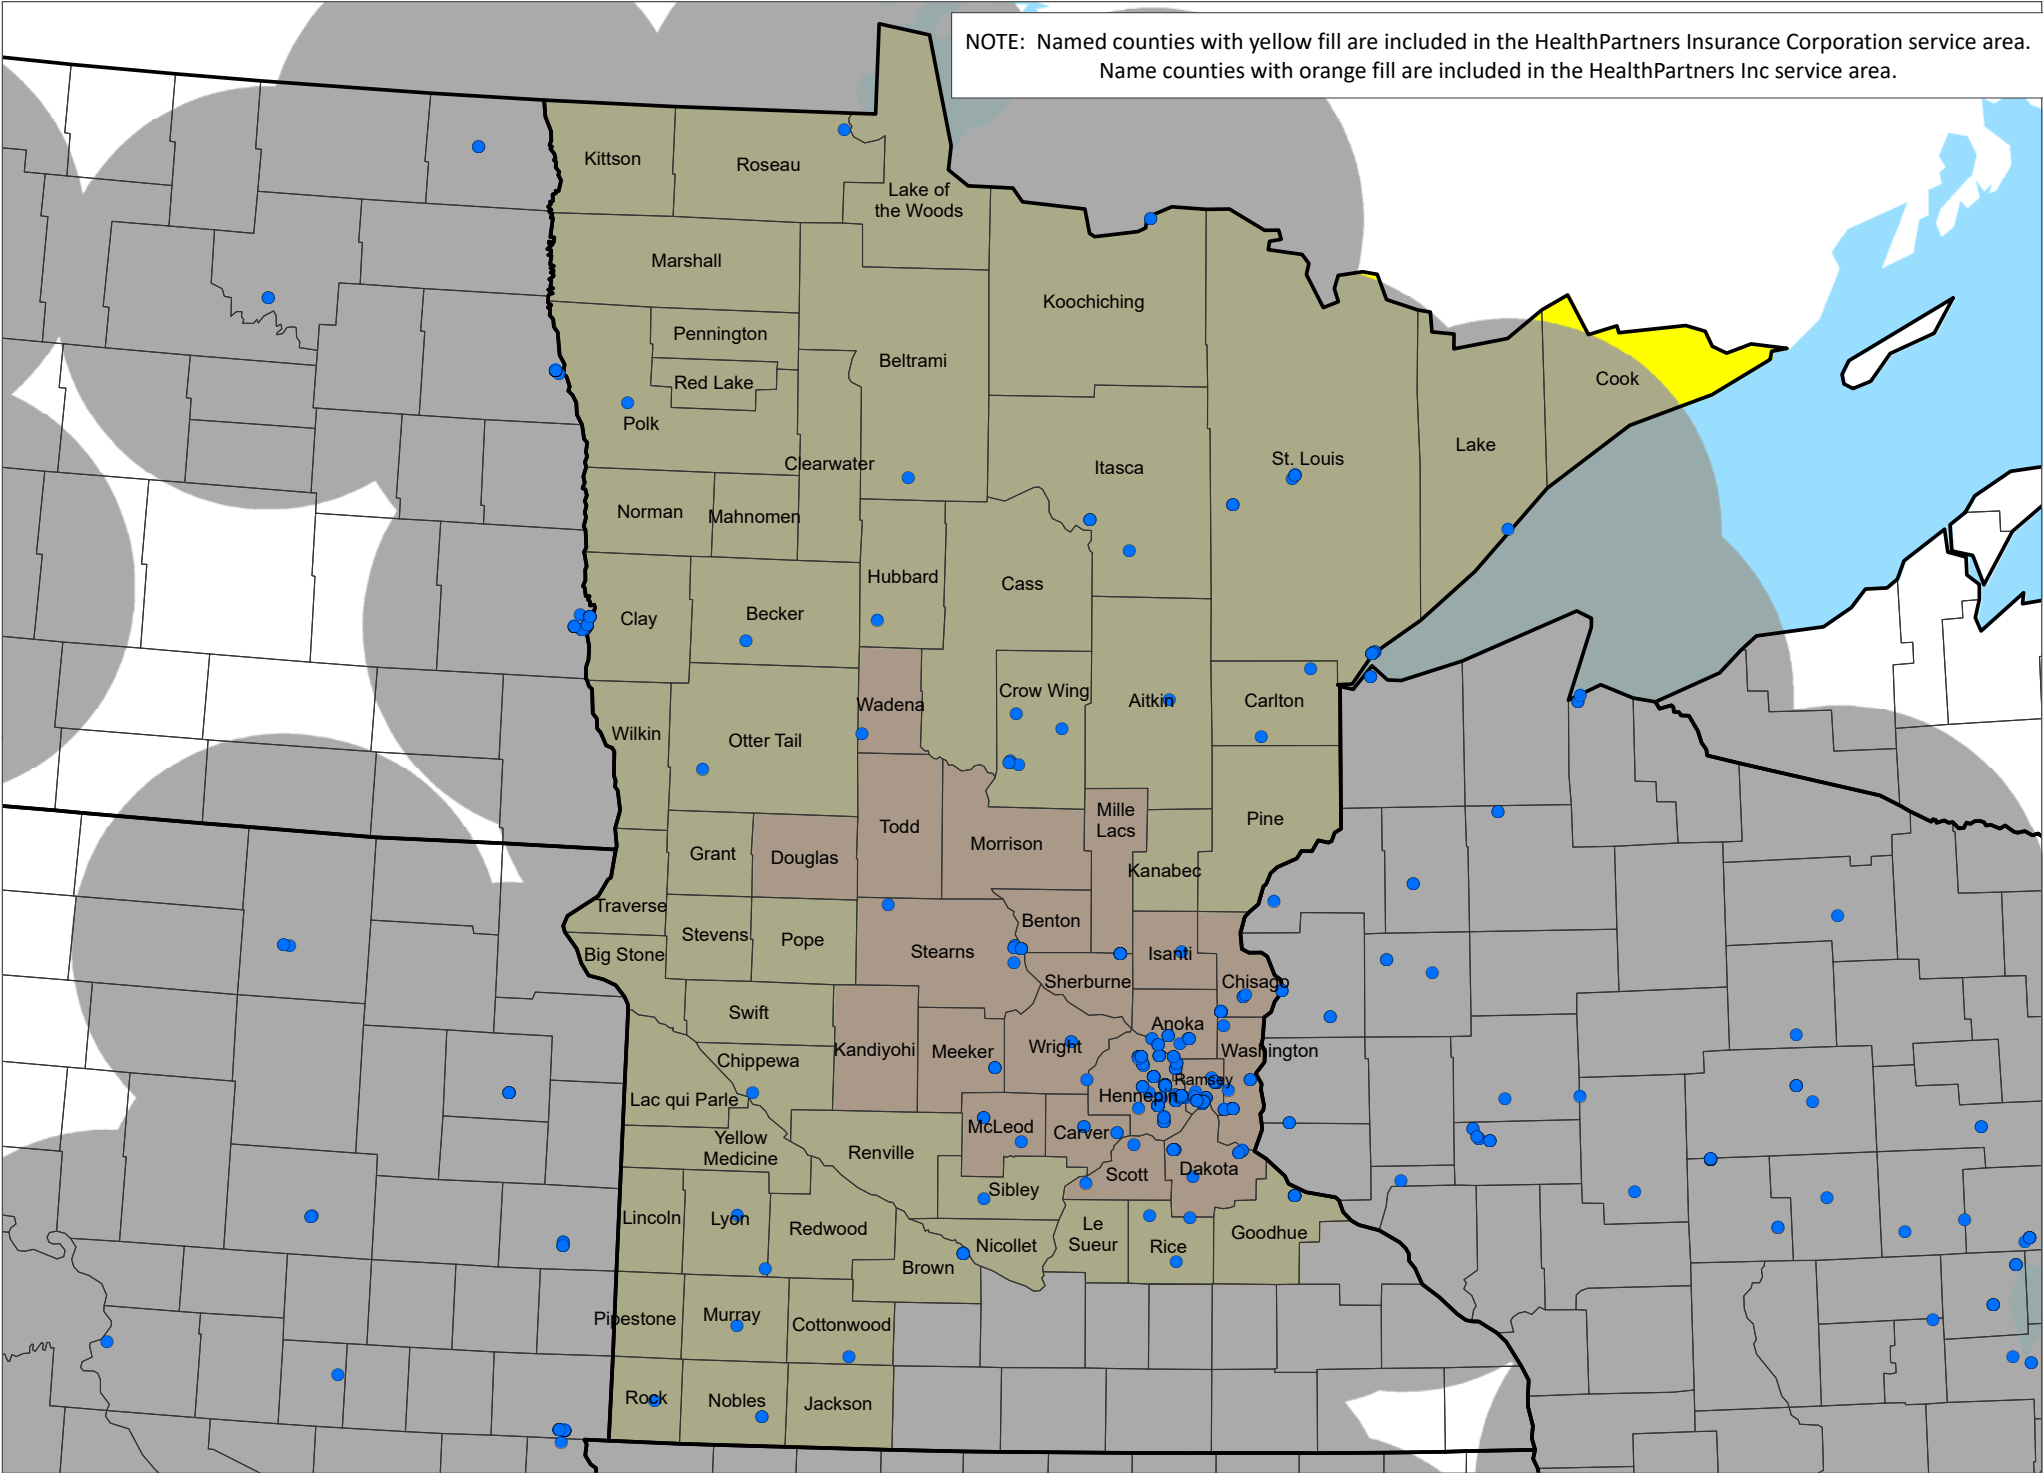 NOTE: Named counties with yellow fill are included in the HealthPartners Insurance Corporation service area.
Name counties with orange fill are included in the HealthPartners Inc service area.
Kittson
Roseau
Lake of
the Woods
Marshall
Koochiching
Pennington
Beltrami
Red Lake
Cook
Polk
Lake
St. Louis
Clearwater
Itasca
Norman
Mahnomen
Hubbard
Cass
Becker
Clay
Crow Wing
Aitkin
Carlton
Wadena
Wilkin
Otter Tail
Mille
Lacs
Pine
Todd
Morrison
Grant
Douglas
Kanabec
Traverse
Benton
Stevens
Pope
Stearns
Isanti
Big Stone
Sherburne
Chisago
Swift
Anoka
Kandiyohi
Meeker
Wright
Washington
Chippewa
Ramsey
Lac qui Parle
Hennepin
McLeod
Carver
Yellow
Medicine
Renville
Scott
Dakota
Sibley
Lincoln
Lyon
Redwood
Le
Sueur
Goodhue
Nicollet
Rice
Brown
Pipestone
Murray
Cottonwood
Rock
Nobles
Jackson